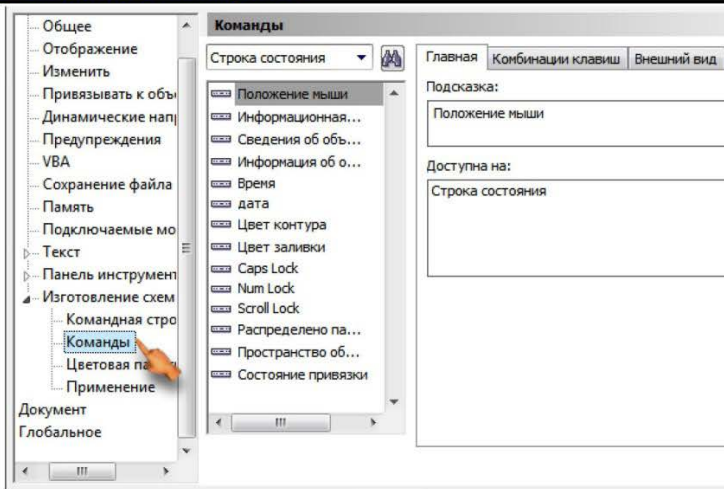 Общее
Отображение
Изменить
Привязывать к объе
Динамические напр
Предупреждения
VBA
Сохранение файла
Память
Подключаемые мо
Текст
Панель инструмент
Изготовление схем
Командная стро
Команды
Цветовая па
Применение
Документ
Глобальное
Команды
Строка состояния
Положение мыши
Информационная...
Сведения об объ...
Информация об о...
Время
дата
Цвет контура
Цвет заливки
Caps Lock
Num Lock
Scroll Lock
Распределено па...
Пространство об...
Состояние привязки
Главная Комбинации клавиш Внешний вид
Подсказка:
Положение мыши
Доступна на:
Строка состояния